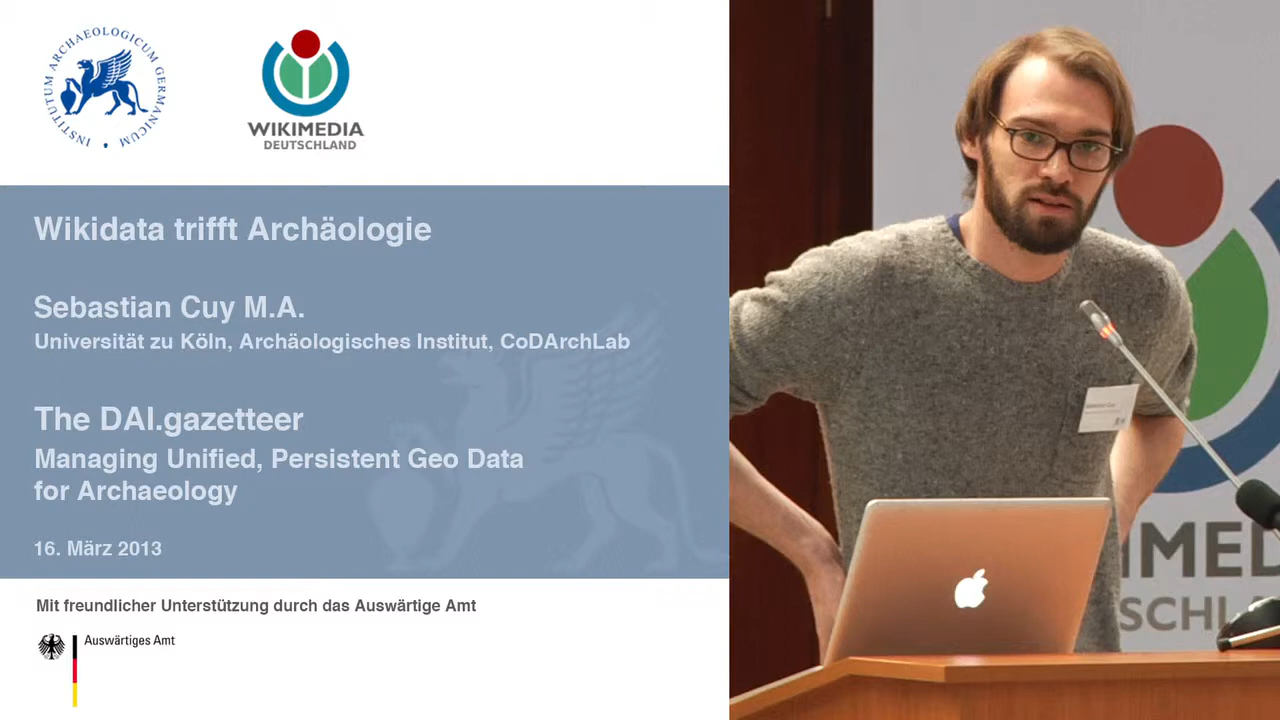 INSTITUTUM ARCHAEOLOGICUM GERMANICUM
WIKIMEDIA
DEUTSCHLAND
Wikidata trifft Archäologie
Sebastian Cuy M.A.
Universität zu Köln, Archäologisches Institut, CoDArchLab
The DAI.gazetteer
Managing Unified, Persistent Geo Data
for Archaeology
16. März 2013
Mit freundlicher Unterstützung durch das Auswärtige Amt
Auswärtiges Amt
IMED
SCHL